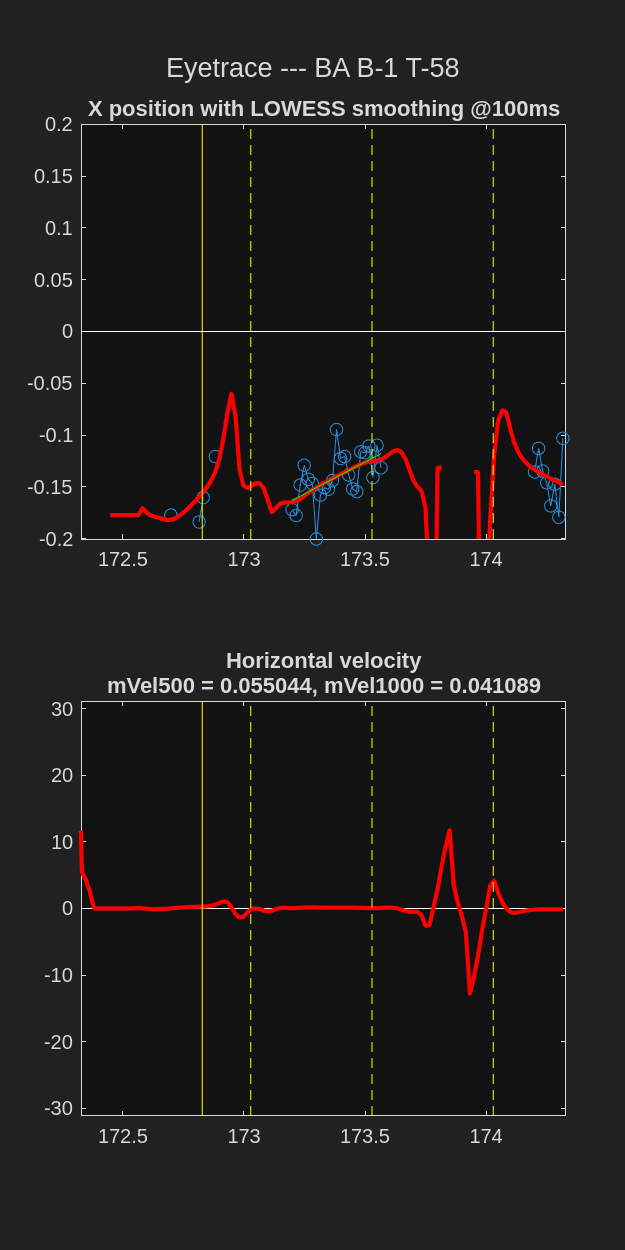 Eyetrace --- BA B-1 T-58
X position with LOWESS smoothing @100ms
0.2
0.15
0.1
0.05
0
-0.05
-0.1
-0.15
-0.2
172.5 173 173.5 174
Horizontal velocity
mVel500 = 0.055044, mVel1000 = 0.041089
30
20
10
0
-10
-20
-30
172.5 173 173.5 174